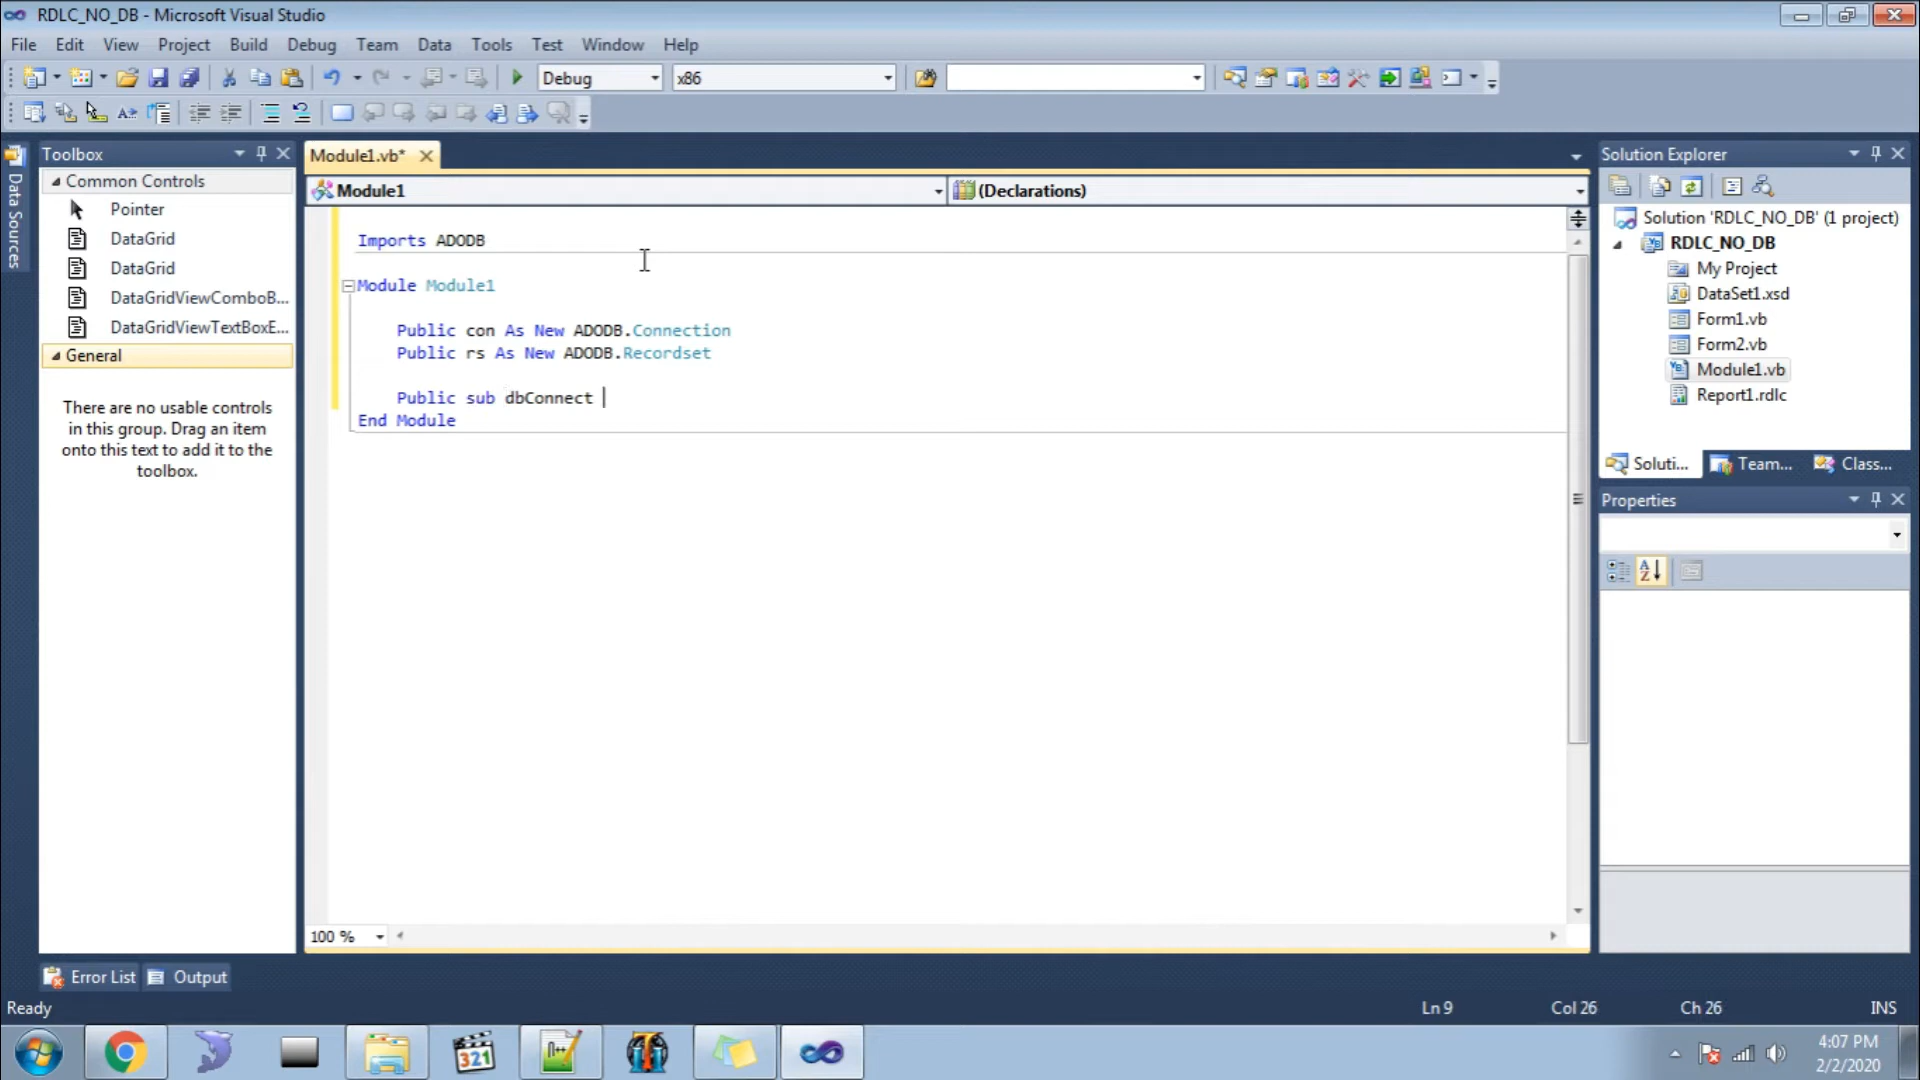 RDLC_NO_DB - Microsoft Visual Studio
File Edit View Project Build Debug Team Data Tools Test Window Help
Debug x86
Data Sources
Toolbox
Common Controls
Pointer
DataGrid
DataGrid
DataGridViewComboB...
DataGridViewTextBoxE...
General
There are no usable controls
in this group. Drag an item
onto this text to add it to the
toolbox.
Module1.vb*
Module1 (Declarations)
Imports ADODB
Module Module1
Public con As New ADODB.Connection
Public rs As New ADODB.Recordset
Public sub dbConnect
End Module
100 %
Solution Explorer
Solution 'RDLC_NO_DB' (1 project)
RDLC_NO_DB
My Project
DataSet1.xsd
Form1.vb
Form2.vb
Module1.vb
Report1.rdlc
Soluti... Team... Class...
Properties
Error List Output
Ready Ln 9 Col 26 Ch 26 INS
321
n++
4:07 PM
2/2/2020